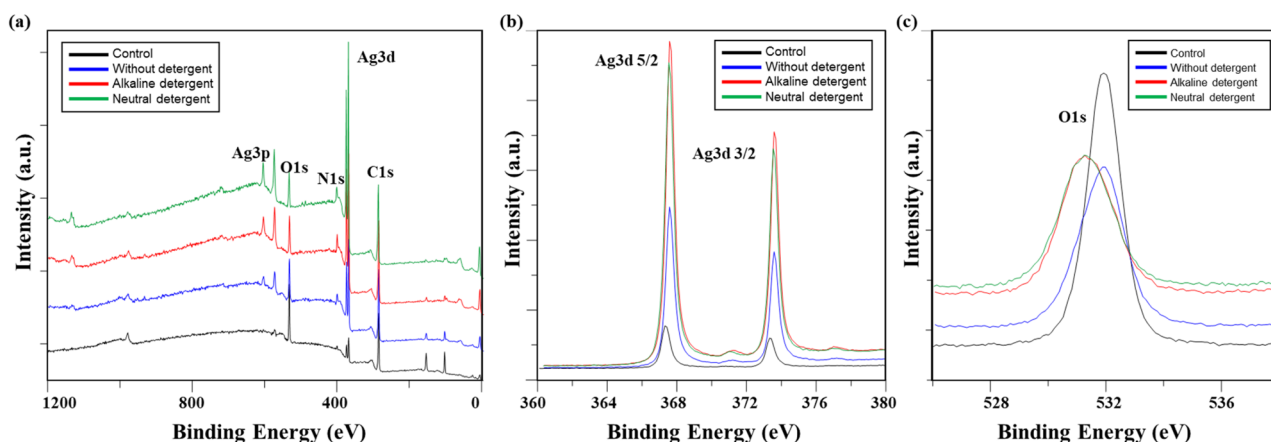 (a)
Control
Without detergent
Alkaline detergent
Neutral detergent
Ag3d
Ag3p
O1s
N1s
C1s
Intensity (a.u.)
1200
800
600
400
200
0
Binding Energy (eV)
(b)
Ag3d 5/2
Control
Without detergent
Alkaline detergent
Neutral detergent
Ag3d 3/2
Intensity (a.u.)
360
364
368
372
376
380
Binding Energy (eV)
(c)
Control
Without detergent
Alkaline detergent
Neutral detergent
O1s
Intensity (a.u.)
528
532
536
Binding Energy (eV)